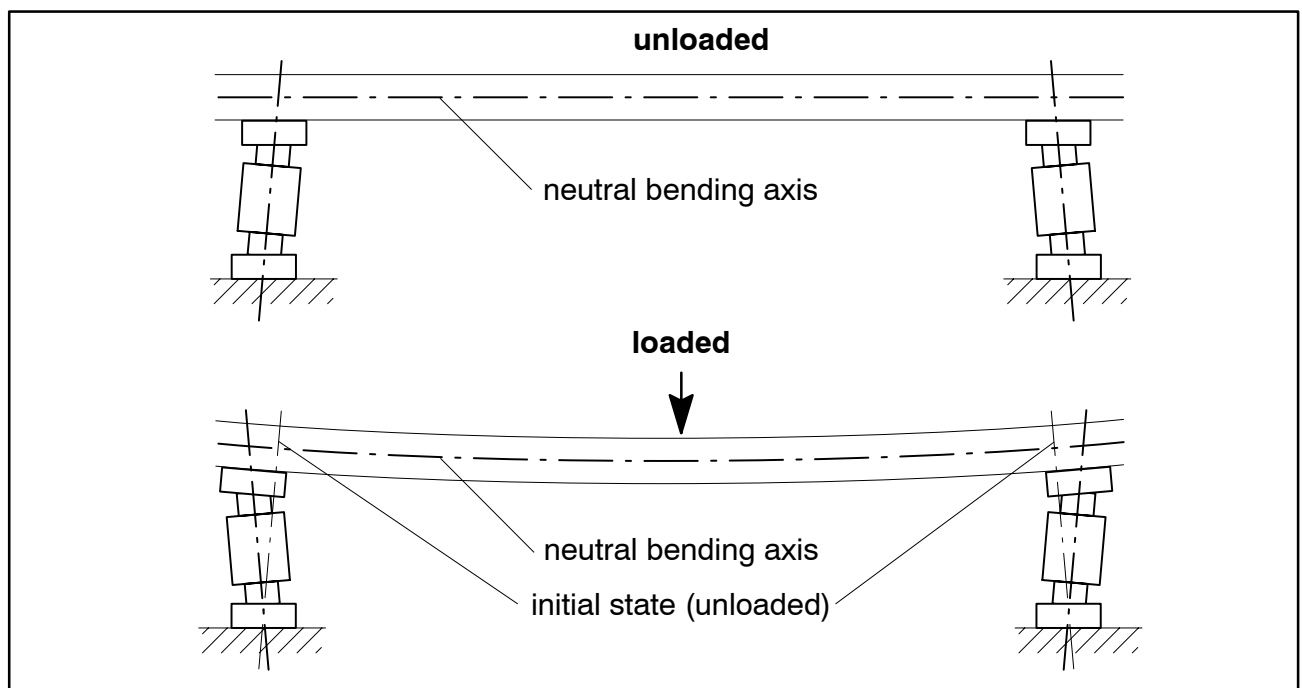 unloaded
neutral bending axis
loaded
neutral bending axis
initial state (unloaded)